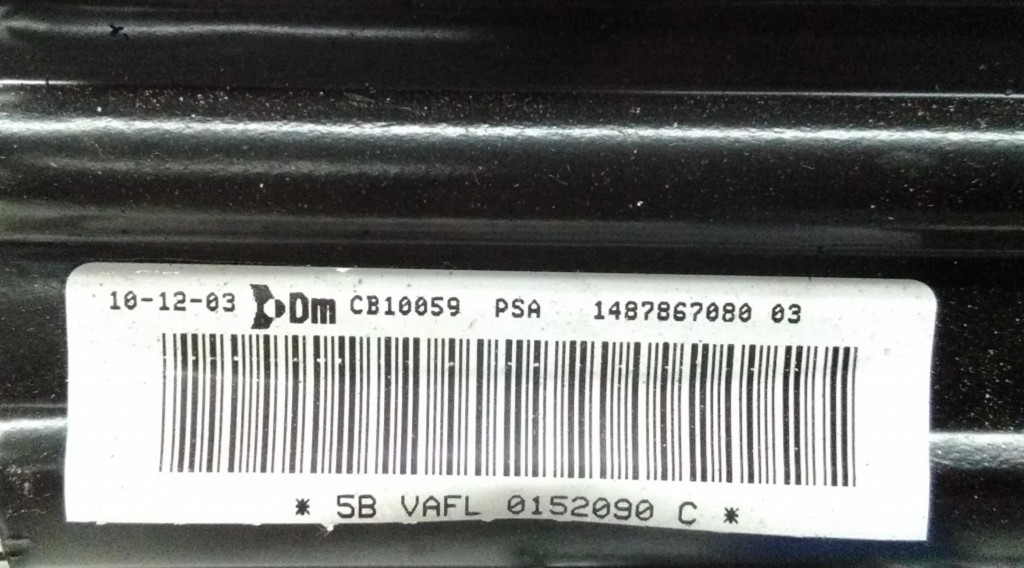 10-12-03 Dm CB10059 PSA 1487867080 03
* 5B VAFL 0152090 C *